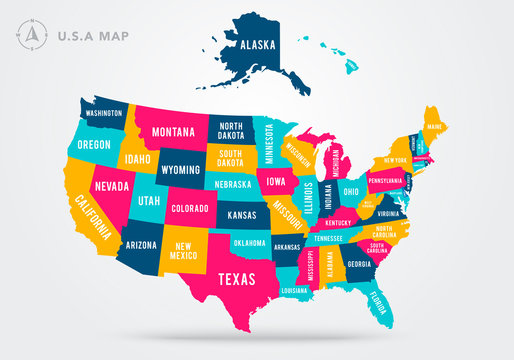 U.S.A MAP
ALASKA
WASHINGTON
MONTANA
NORTH
DAKOTA
MINNESOTA
MAINE
OREGON
IDAHO
SOUTH
DAKOTA
WISCONSIN
MICHIGAN
NEW YORK
WYOMING
NEVADA
UTAH
COLORADO
NEBRASKA
IOWA
ILLINOIS
INDIANA
OHIO
PENNSYLVANIA
CALIFORNIA
KANSAS
MISSOURI
KENTUCKY
WEST
VIRGINIA
VIRGINIA
ARIZONA
NEW
MEXICO
OKLAHOMA
ARKANSAS
TENNESSEE
NORTH
CAROLINA
SOUTH
CAROLINA
TEXAS
LOUISIANA
MISSISSIPPI
ALABAMA
GEORGIA
FLORIDA